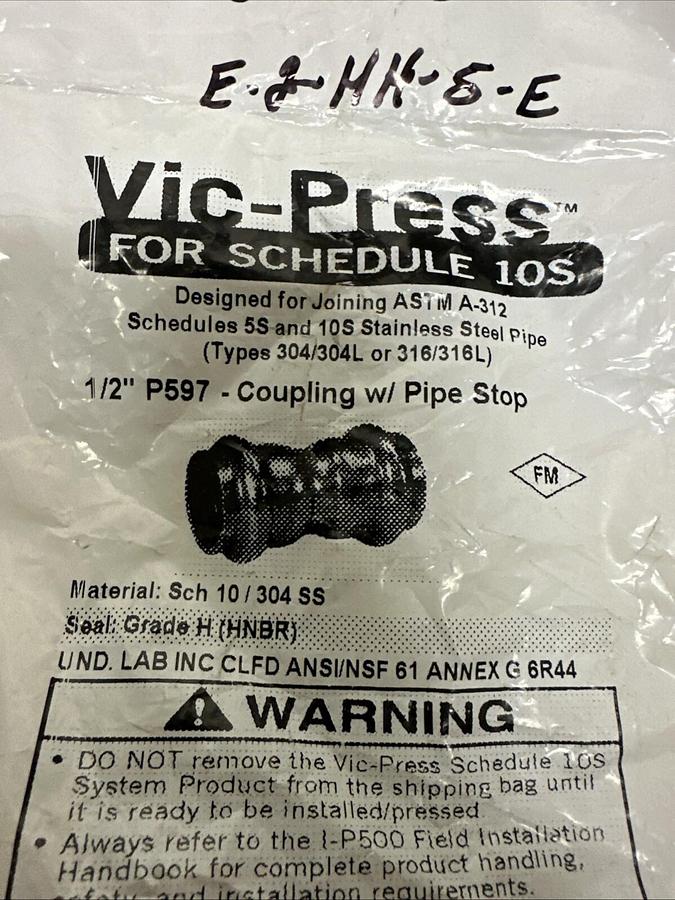 E-2-HH-5-E
Vic-Press™
FOR SCHEDULE 10S
Designed for Joining ASTM A-312
Schedules 5S and 10S Stainless Steel Pipe
(Types 304/304L or 316/316L)
1/2" P597 - Coupling w/ Pipe Stop
FM
Material: Sch 10 / 304 SS
Seal: Grade H (HNBR)
UND. LAB INC CLFD ANSI/NSF 61 ANNEX G 6R44
WARNING
• DO NOT remove the Vic-Press Schedule 10S
System Product from the shipping bag until
it is ready to be installed/pressed
• Always refer to the I-P500 Field Installation
Handbook for complete product handling,
safety, and installation requirements.